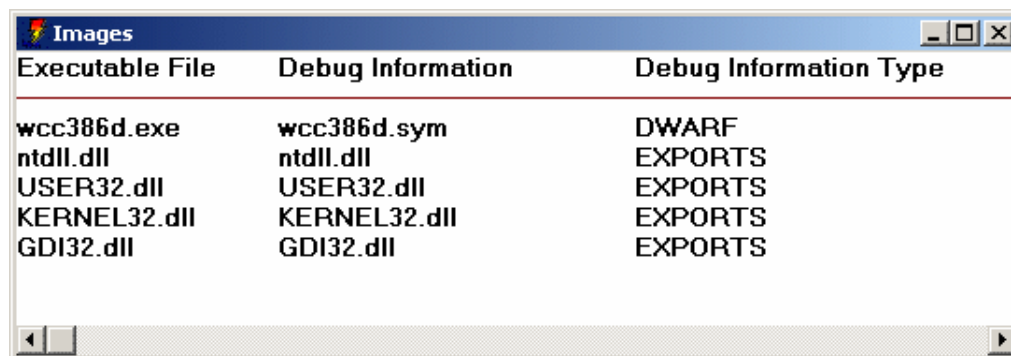 Images
Executable File Debug Information Debug Information Type
wcc386d.exe wcc386d.sym DWARF
ntdll.dll ntdll.dll EXPORTS
USER32.dll USER32.dll EXPORTS
KERNEL32.dll KERNEL32.dll EXPORTS
GDI32.dll GDI32.dll EXPORTS